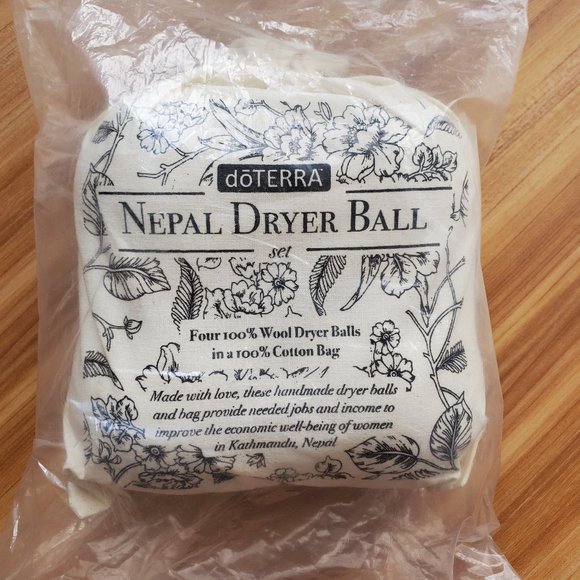 dōTERRA
NEPAL DRYER BALL
set
Four 100% Wool Dryer Balls
in a 100% Cotton Bag
Made with love, these handmade dryer balls
and bag provide needed jobs and income to
improve the economic well-being of women
in Kathmandu, Nepal